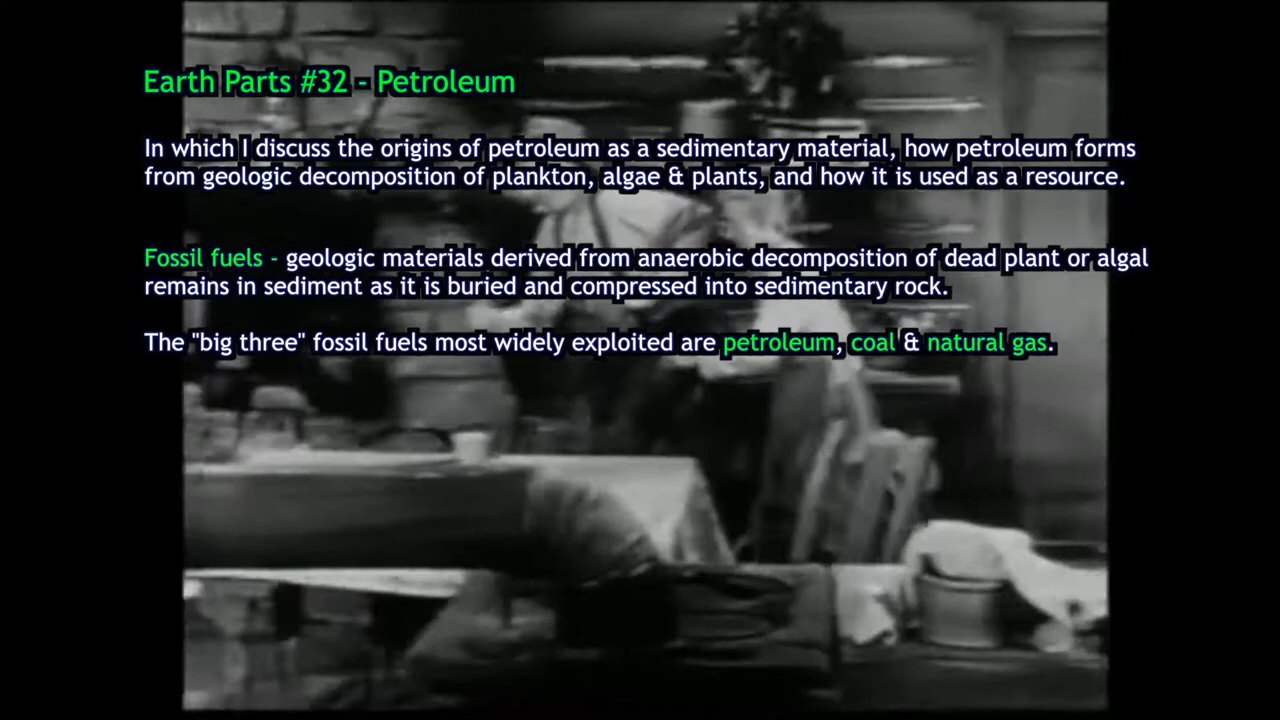 Earth Parts #32 - Petroleum
In which I discuss the origins of petroleum as a sedimentary material, how petroleum forms
from geologic decomposition of plankton, algae & plants, and how it is used as a resource.
Fossil fuels - geologic materials derived from anaerobic decomposition of dead plant or algal
remains in sediment as it is buried and compressed into sedimentary rock.
The "big three" fossil fuels most widely exploited are petroleum, coal & natural gas.